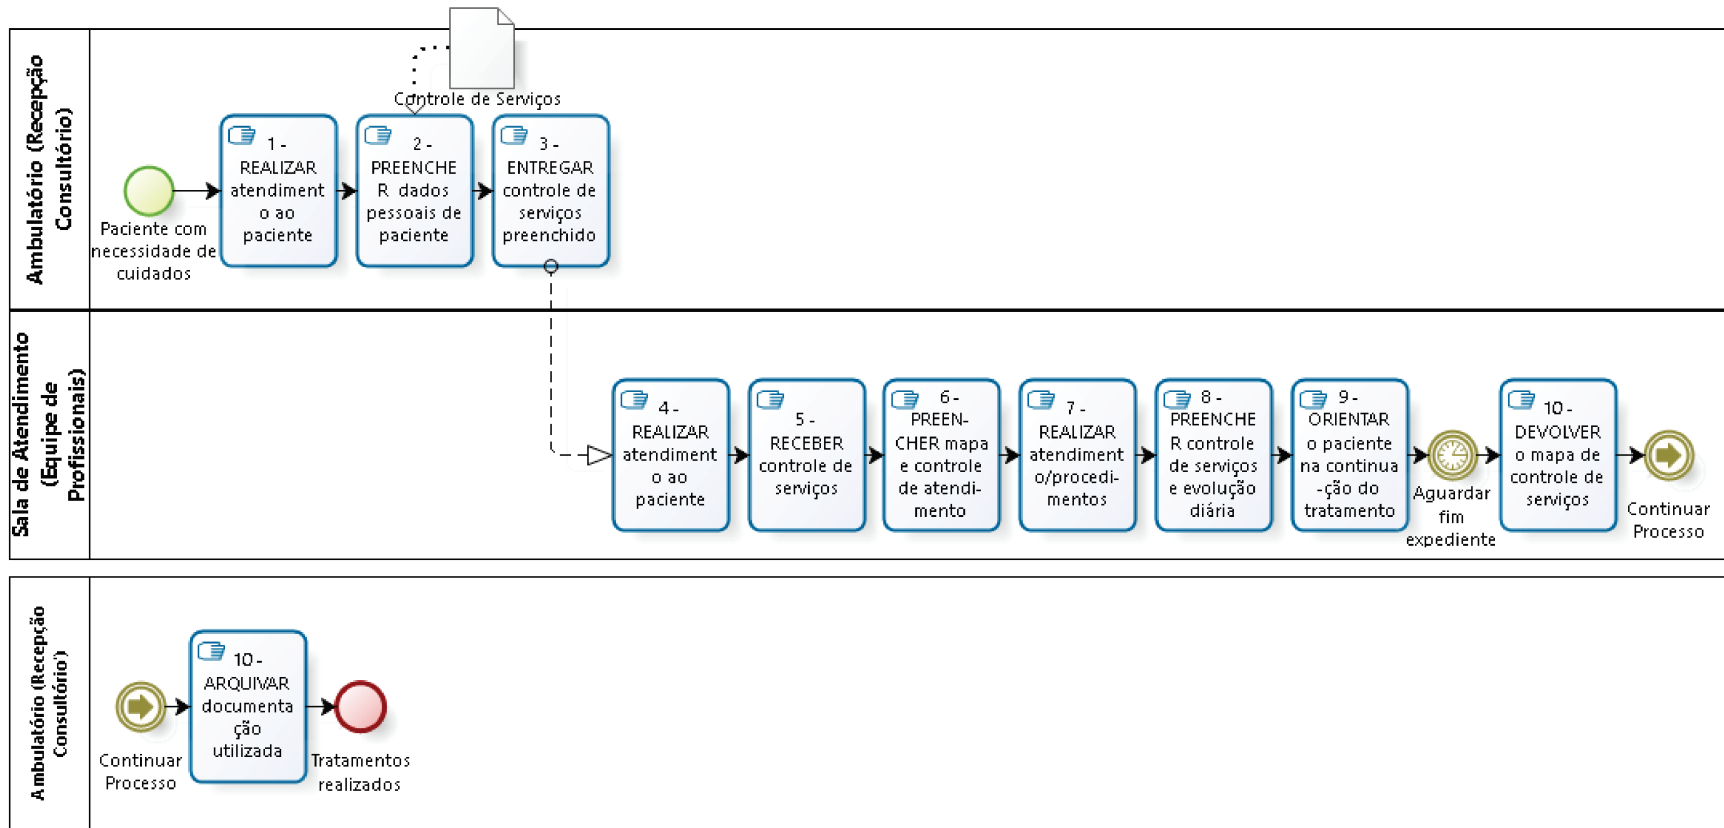 Ambulatório (Recepção
Consultório)
Controle de Serviços
Paciente com
necessidade de
cuidados
1 -
REALIZAR
atendiment
o ao
paciente
2 -
PREENCHE
R dados
pessoais de
paciente
3 -
ENTREGAR
controle de
serviços
preenchido
Sala de Atendimento
(Equipe de
Profissionais)
4 -
REALIZAR
atendiment
o ao
paciente
5 -
RECEBER
controle de
serviços
6 -
PREEN-
CHER mapa
e controle
de atendi-
mento
7 -
REALIZAR
atendiment
o/procedi-
mentos
8 -
PREENCHE
R controle
de serviços
e evolução
diária
9 -
ORIENTAR
o paciente
na continua
-ção do
tratamento
Aguardar
fim
expediente
10 -
DEVOLVER
o mapa de
controle de
serviços
Continuar
Processo
Ambulatório (Recepção
Consultório')
Continuar
Processo
10 -
ARQUIVAR
documenta
ção
utilizada
Tratamentos
realizados